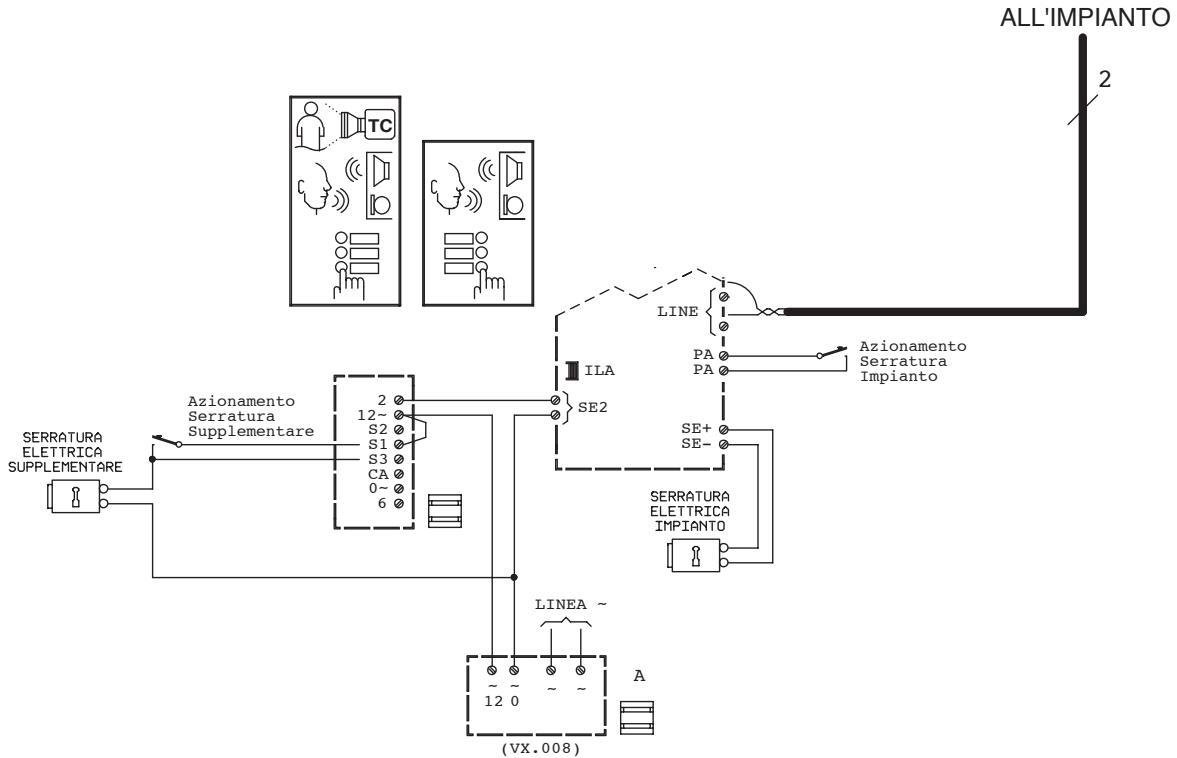 ALL'IMPIANTO
2
TC
LINE
PA
PA
Azionamento
Serratura
Impianto
ILA
SE2
SE+
SE-
2
12~
S2
S1
S3
CA
0~
6
Azionamento
Serratura
Supplementare
SERRATURA
ELETTRICA
SUPPLEMENTARE
SERRATURA
ELETTRICA
IMPIANTO
LINEA ~
A
~ ~ ~ ~
12 0
(VX.008)